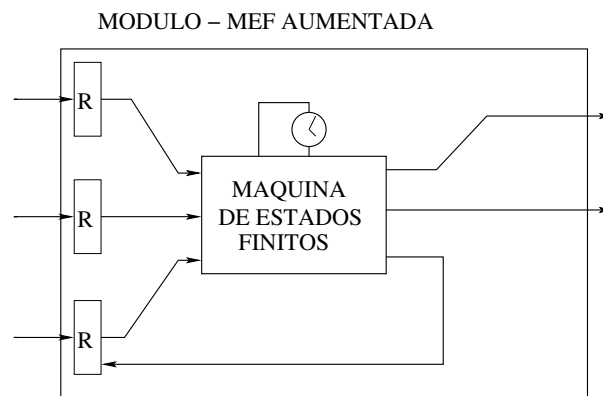 MODULO – MEF AUMENTADA
R
R
R
MAQUINA
DE ESTADOS
FINITOS